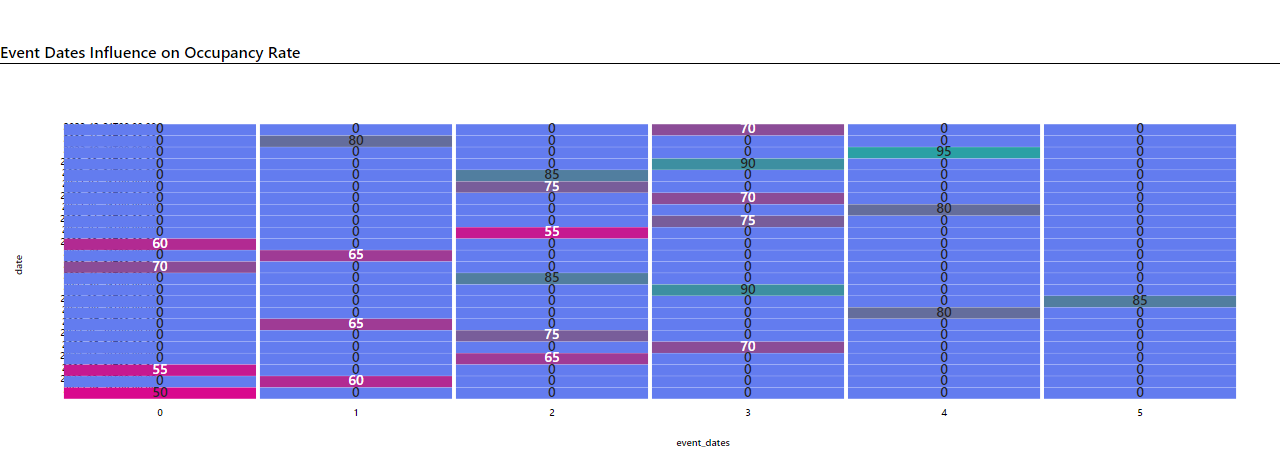 Event Dates Influence on Occupancy Rate
0 0 0 70 0 0
0 80 0 0 0 0
0 0 0 0 95 0
0 0 0 90 0 0
0 0 85 0 0 0
0 0 75 0 0 0
0 0 0 70 0 0
0 0 0 0 80 0
0 0 0 75 0 0
0 0 55 0 0 0
60 0 0 0 0 0
0 65 0 0 0 0
70 0 0 0 0 0
0 0 85 0 0 0
0 0 0 90 0 0
0 0 0 0 0 85
0 0 0 0 80 0
0 65 0 0 0 0
0 0 75 0 0 0
0 0 0 70 0 0
0 0 65 0 0 0
55 0 0 0 0 0
0 60 0 0 0 0
50 0 0 0 0 0
date
0 1 2 3 4 5
event_dates